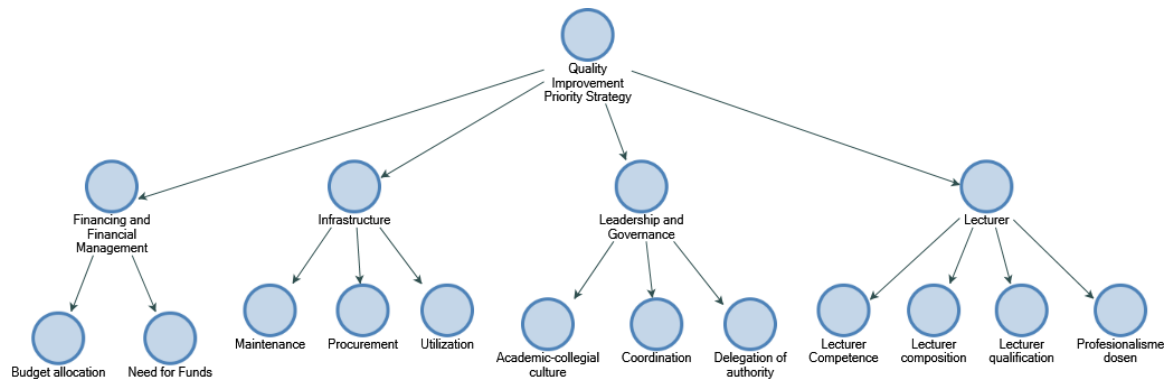 Quality
Improvement
Priority Strategy
Financing and
Financial
Management
Infrastructure
Leadership and
Governance
Lecturer
Budget allocation
Need for Funds
Maintenance
Procurement
Utilization
Academic-collegial
culture
Coordination
Delegation of
authority
Lecturer
Competence
Lecturer
composition
Lecturer
qualification
Profesionalisme
dosen